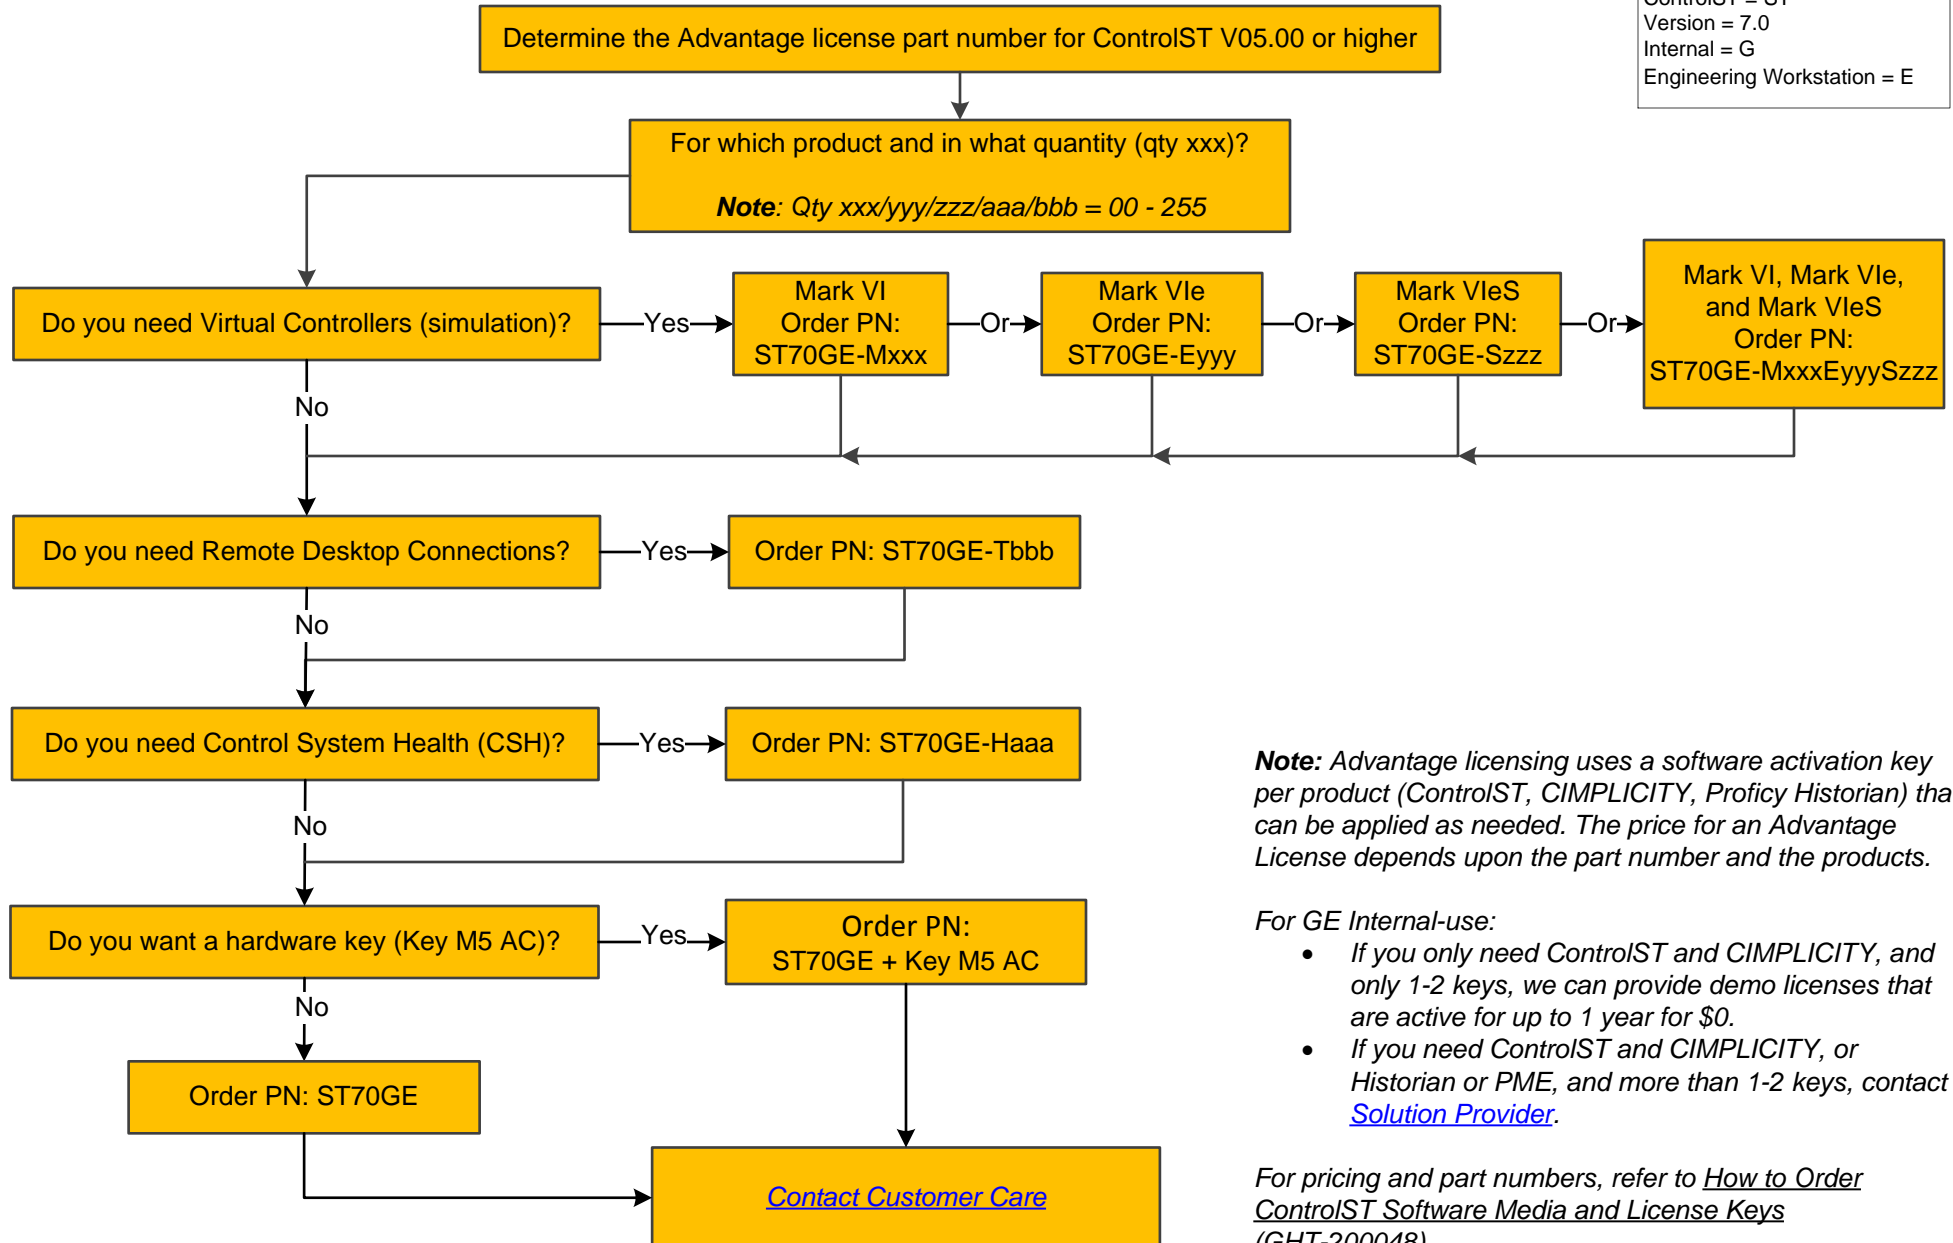 ControlST = ST
Version = 7.0
Internal = G
Engineering Workstation = E
Determine the Advantage license part number for ControlST V05.00 or higher
For which product and in what quantity (qty xxx)?
Note: Qty xxx/yyy/zzz/aaa/bbb = 00 - 255
Do you need Virtual Controllers (simulation)?
Yes
Mark VI
Order PN:
ST70GE-Mxxx
Or
Mark VIe
Order PN:
ST70GE-Eyyy
Or
Mark VIeS
Order PN:
ST70GE-Szzz
Or
Mark VI, Mark VIe,
and Mark VIeS
Order PN:
ST70GE-MxxxEyyySzzz
No
Do you need Remote Desktop Connections?
Yes
Order PN: ST70GE-Tbbb
No
Do you need Control System Health (CSH)?
Yes
Order PN: ST70GE-Haaa
No
Do you want a hardware key (Key M5 AC)?
Yes
Order PN:
ST70GE + Key M5 AC
No
Order PN: ST70GE
Contact Customer Care
Note: Advantage licensing uses a software activation key
per product (ControlST, CIMPLICITY, Proficy Historian) tha
can be applied as needed. The price for an Advantage
License depends upon the part number and the products.
For GE Internal-use:
• If you only need ControlST and CIMPLICITY, and
only 1-2 keys, we can provide demo licenses that
are active for up to 1 year for $0.
• If you need ControlST and CIMPLICITY, or
Historian or PME, and more than 1-2 keys, contact
Solution Provider.
For pricing and part numbers, refer to How to Order
ControlST Software Media and License Keys
(GHT-200048)